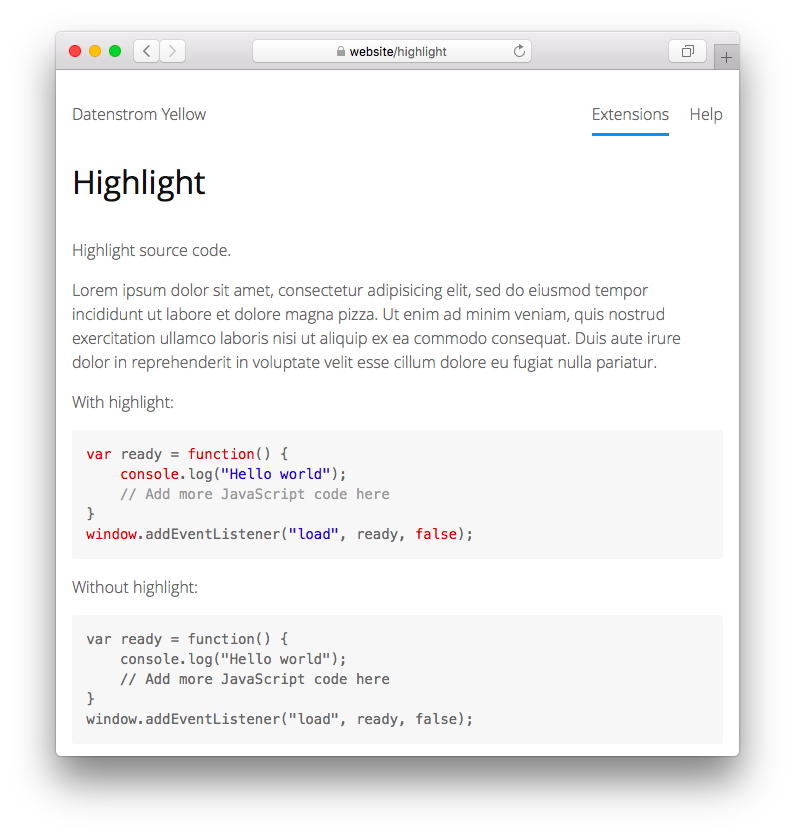 website/highlight
Datenstrom Yellow
Extensions
Help
Highlight
Highlight source code.
Lorem ipsum dolor sit amet, consectetur adipisicing elit, sed do eiusmod tempor
incididunt ut labore et dolore magna pizza. Ut enim ad minim veniam, quis nostrud
exercitation ullamco laboris nisi ut aliquip ex ea commodo consequat. Duis aute irure
dolor in reprehenderit in voluptate velit esse cillum dolore eu fugiat nulla pariatur.
With highlight:
var ready = function() {
    console.log("Hello world");
    // Add more JavaScript code here
}
window.addEventListener("load", ready, false);
Without highlight:
var ready = function() {
    console.log("Hello world");
    // Add more JavaScript code here
}
window.addEventListener("load", ready, false);